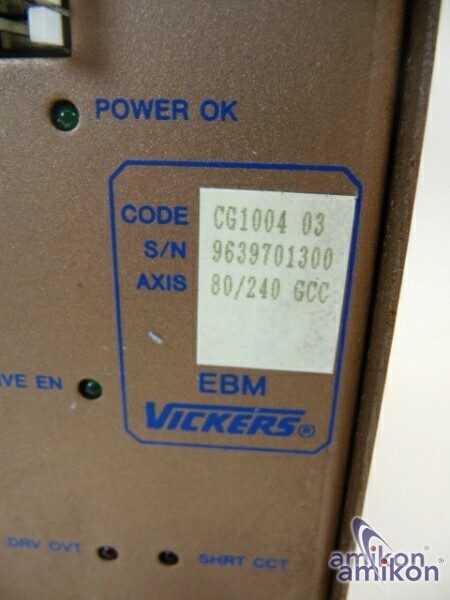 POWER OK
CODE CG1004 03
S/N 9639701300
AXIS 80/240 GCC
VE EN
EBM
VICKERS®
DRV OVT SHRT CCT
amikon
amikon